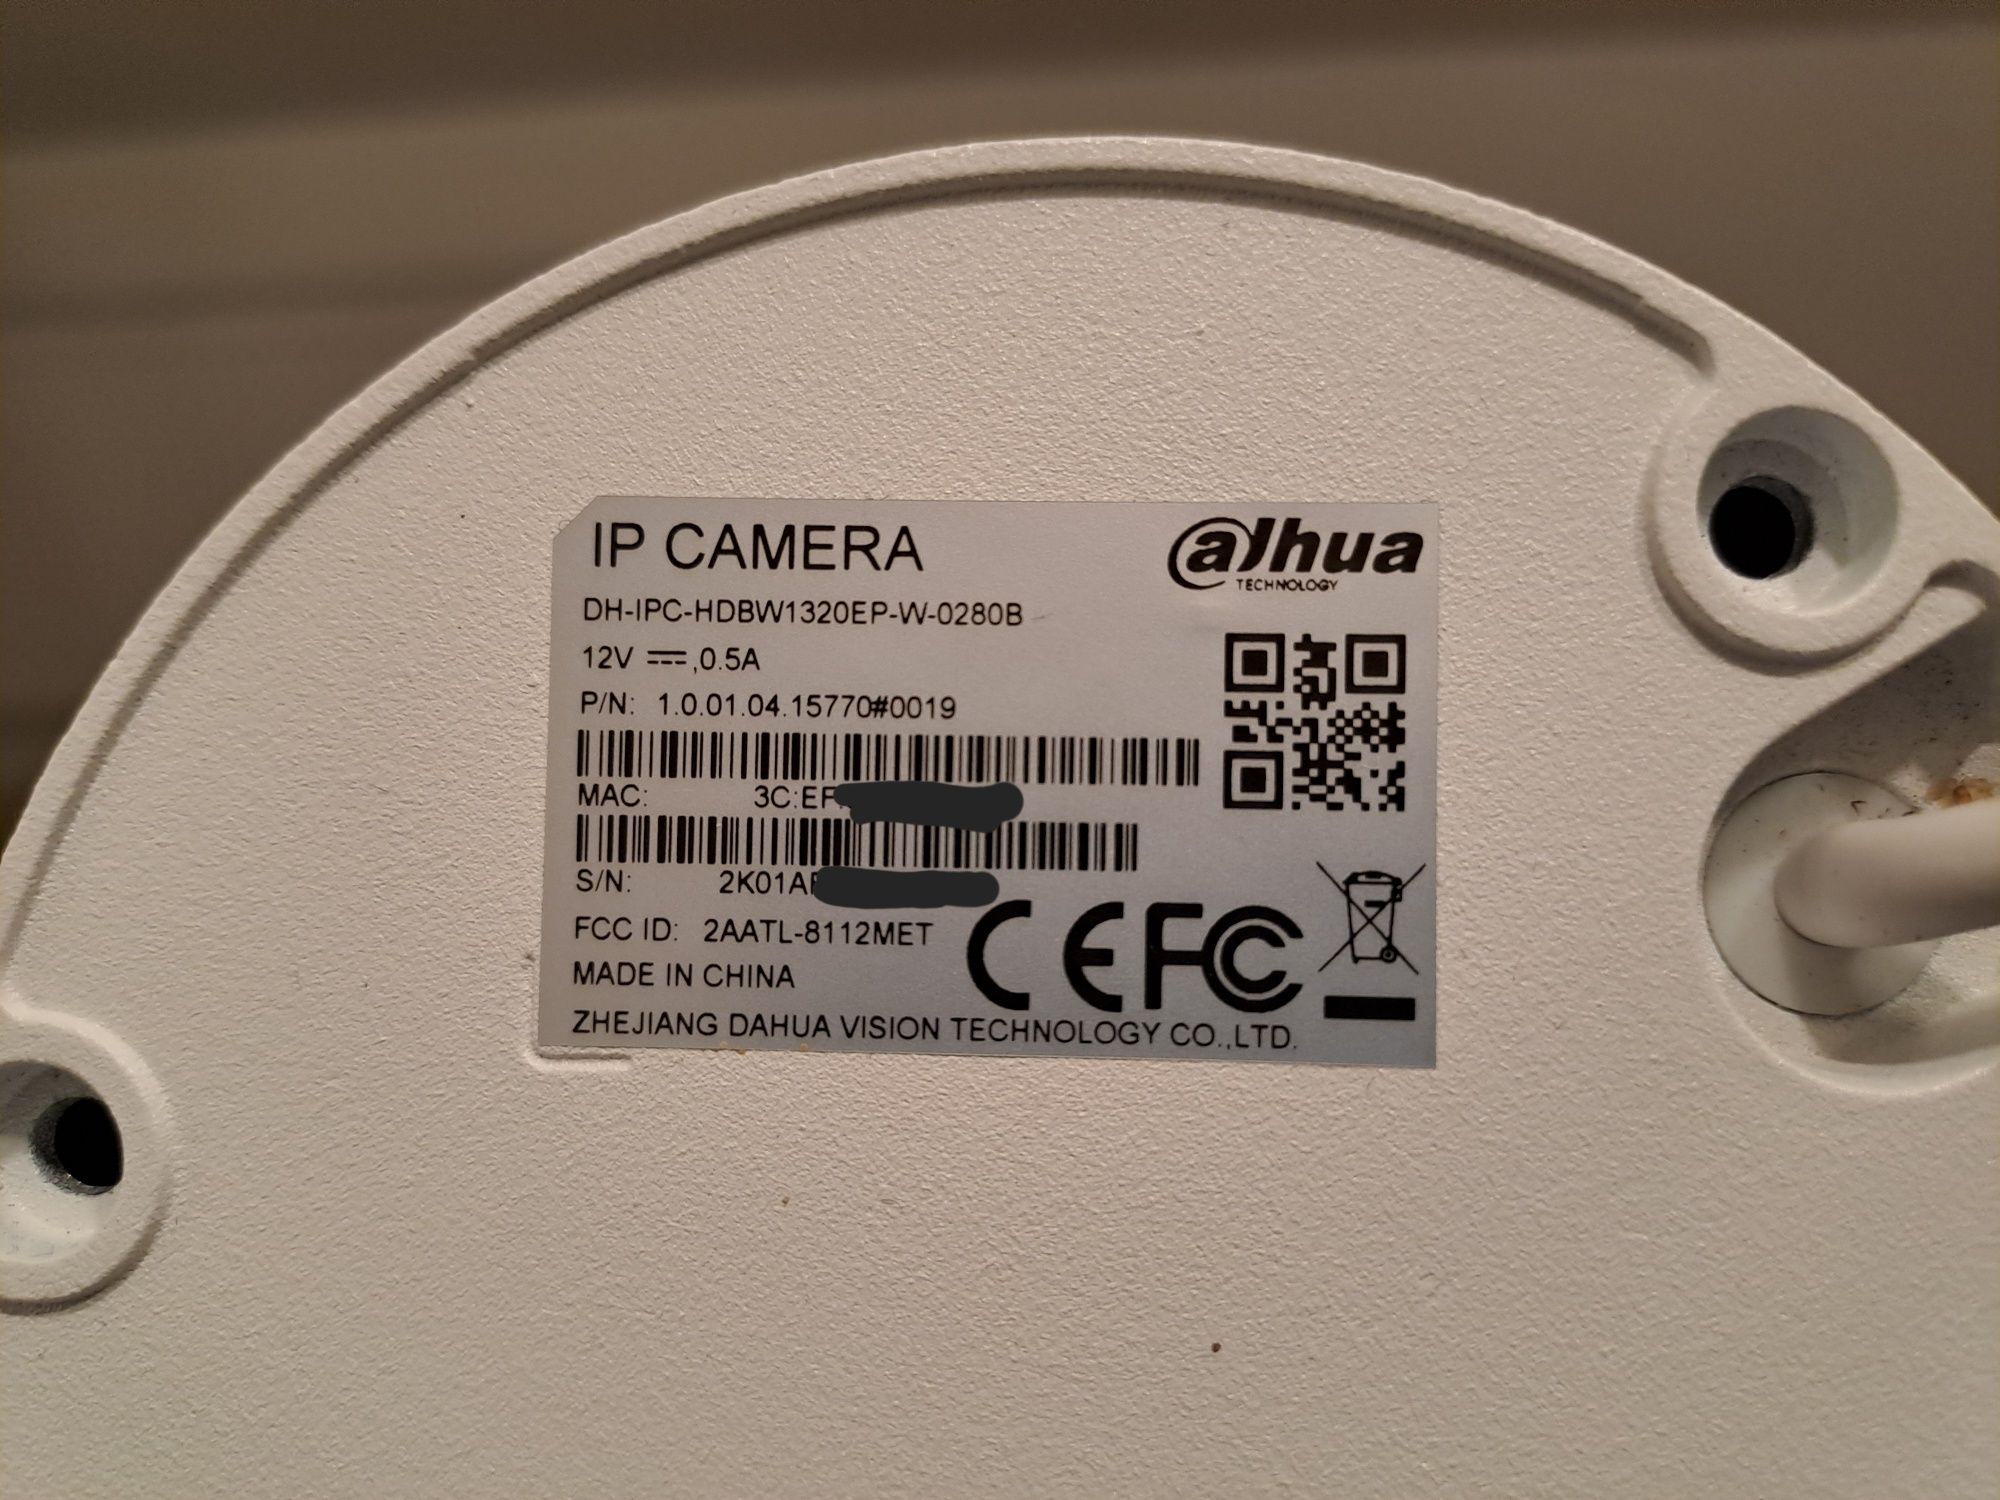 IP CAMERA
alhua
TECHNOLOGY
DH-IPC-HDBW1320EP-W-0280B
12V ⎓,0.5A
P/N: 1.0.01.04.15770#0019
MAC: 3C:EF:
S/N: 2K01A
FCC ID: 2AATL-8112MET
CE FC
MADE IN CHINA
ZHEJIANG DAHUA VISION TECHNOLOGY CO.,LTD.